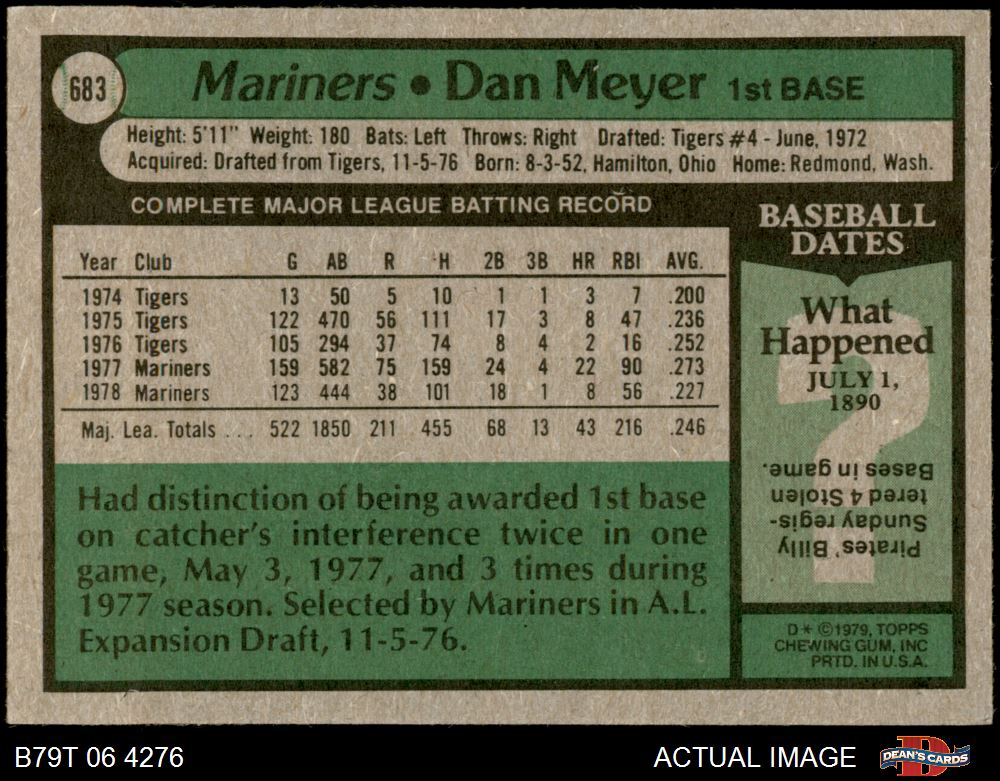 683
Mariners • Dan Meyer 1st BASE
Height: 5'11" Weight: 180 Bats: Left Throws: Right Drafted: Tigers #4 - June, 1972
Acquired: Drafted from Tigers, 11-5-76 Born: 8-3-52, Hamilton, Ohio Home: Redmond, Wash.
COMPLETE MAJOR LEAGUE BATTING RECORD
Year Club G AB R H 2B 3B HR RBI AVG.
1974 Tigers 13 50 5 10 1 1 3 7 .200
1975 Tigers 122 470 56 111 17 3 8 47 .236
1976 Tigers 105 294 37 74 8 4 2 16 .252
1977 Mariners 159 582 75 159 24 4 22 90 .273
1978 Mariners 123 444 38 101 18 1 8 56 .227
Maj. Lea. Totals ... 522 1850 211 455 68 13 43 216 .246
Had distinction of being awarded 1st base
on catcher's interference twice in one
game, May 3, 1977, and 3 times during
1977 season. Selected by Mariners in A.L.
Expansion Draft, 11-5-76.
BASEBALL
DATES
What
Happened
JULY 1,
1890
?
Pirates' Billy
Sunday regis-
tered 4 Stolen
Bases in game.
D* ©1979, TOPPS
CHEWING GUM, INC
PRTD. IN U.S.A.
B79T 06 4276
ACTUAL IMAGE
D
DEAN'S CARDS